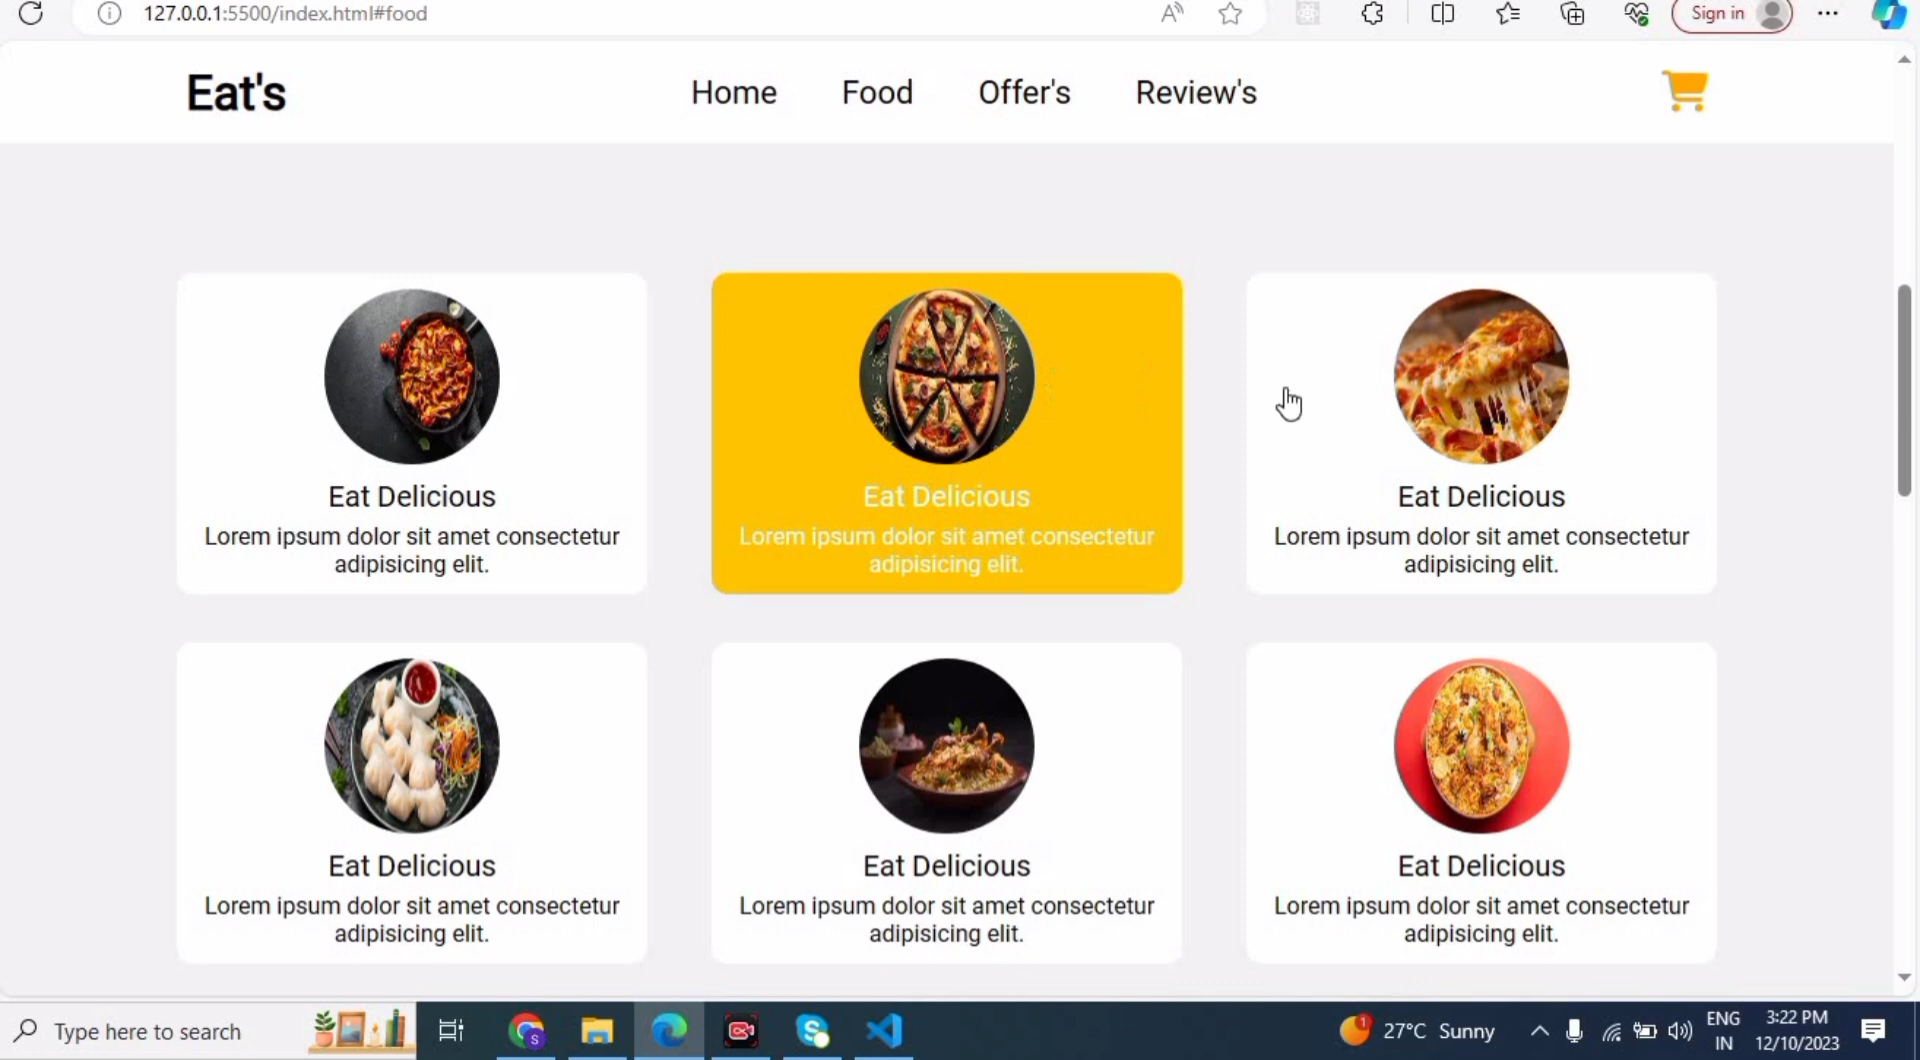 127.0.0.1:5500/index.html#food
Sign in
Eat's
Home
Food
Offer's
Review's
Eat Delicious
Lorem ipsum dolor sit amet consectetur
adipisicing elit.
Eat Delicious
Lorem ipsum dolor sit amet consectetur
adipisicing elit.
Eat Delicious
Lorem ipsum dolor sit amet consectetur
adipisicing elit.
Eat Delicious
Lorem ipsum dolor sit amet consectetur
adipisicing elit.
Eat Delicious
Lorem ipsum dolor sit amet consectetur
adipisicing elit.
Eat Delicious
Lorem ipsum dolor sit amet consectetur
adipisicing elit.
Type here to search
S
1
27°C Sunny
ENG
IN
3:22 PM
12/10/2023